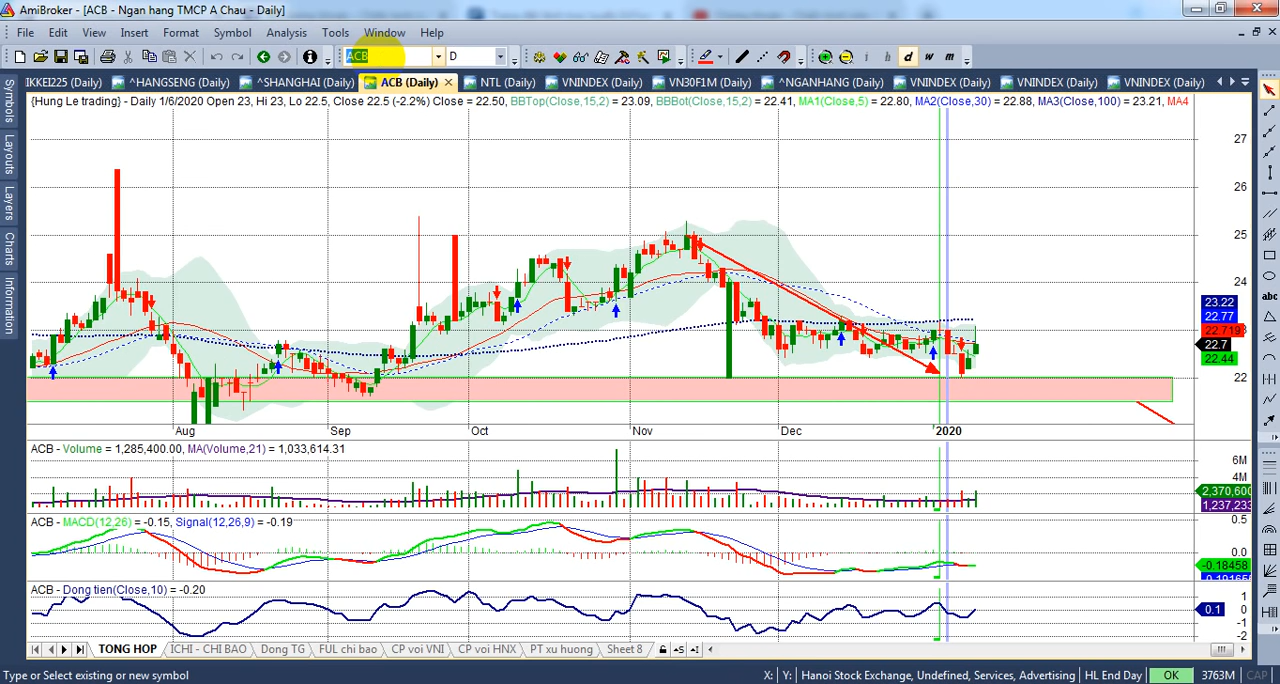 AmiBroker - [ACB - Ngan hang TMCP A Chau - Daily]
File Edit View Insert Format Symbol Analysis Tools Window Help
ACB D d w m
IKKEI225 (Daily) ^HANGSENG (Daily) ^SHANGHAI (Daily) ACB (Daily) NTL (Daily) VNINDEX (Daily) VN30F1M (Daily) ^NGANHANG (Daily) VNINDEX (Daily) VNINDEX (Daily) VNINDEX (Daily)
{Hung Le trading} - Daily 1/6/2020 Open 23, Hi 23, Lo 22.5, Close 22.5 (-2.2%) Close = 22.50, BBTop(Close,15,2) = 23.09, BBBot(Close,15,2) = 22.41, MA1(Close,5) = 22.80, MA2(Close,30) = 22.88, MA3(Close,100) = 23.21, MA4
Symbols
Layouts
Layers
Charts
Information
abc
27
26
25
24
23.22
22.77
22.719
22.7
22.44
22
Aug Sep Oct Nov Dec 2020
ACB - Volume = 1,285,400.00, MA(Volume,21) = 1,033,614.31
6M
4M
2,370,600
1,237,233
ACB - MACD(12,26) = -0.15, Signal(12,26,9) = -0.19
0.5
0.0
-0.18458
ACB - Dong tien(Close,10) = -0.20
1
0.1 0
-1
-2
TONG HOP ICHI - CHI BAO Dong TG FUL chi bao CP voi VNI CP voi HNX PT xu huong Sheet 8
Type or Select existing or new symbol X: Y: Hanoi Stock Exchange, Undefined, Services, Advertising HL End Day OK 3763M CAP